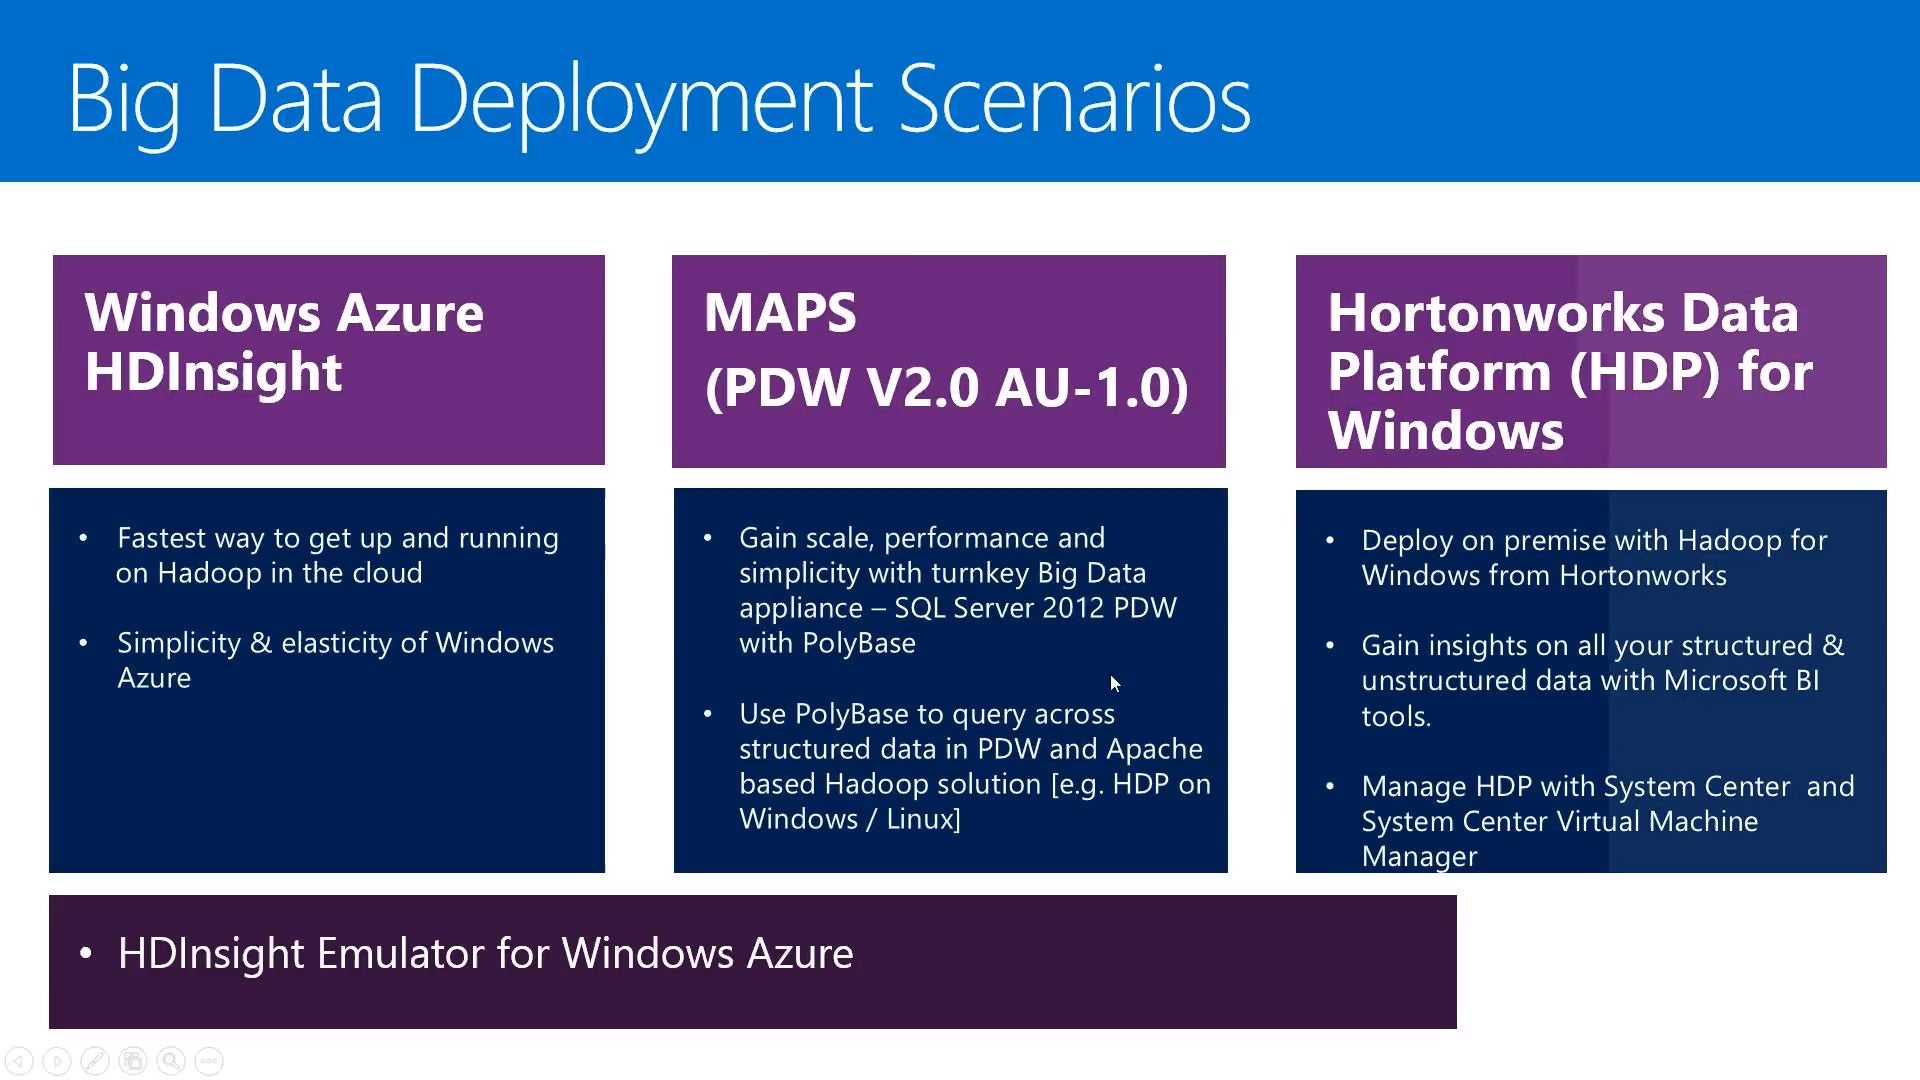 Big Data Deployment Scenarios
Windows Azure
HDInsight
• Fastest way to get up and running
on Hadoop in the cloud
• Simplicity & elasticity of Windows
Azure
MAPS
(PDW V2.0 AU-1.0)
• Gain scale, performance and
simplicity with turnkey Big Data
appliance – SQL Server 2012 PDW
with PolyBase
• Use PolyBase to query across
structured data in PDW and Apache
based Hadoop solution [e.g. HDP on
Windows / Linux]
Hortonworks Data
Platform (HDP) for
Windows
• Deploy on premise with Hadoop for
Windows from Hortonworks
• Gain insights on all your structured &
unstructured data with Microsoft BI
tools.
• Manage HDP with System Center  and
System Center Virtual Machine
Manager
• HDInsight Emulator for Windows Azure